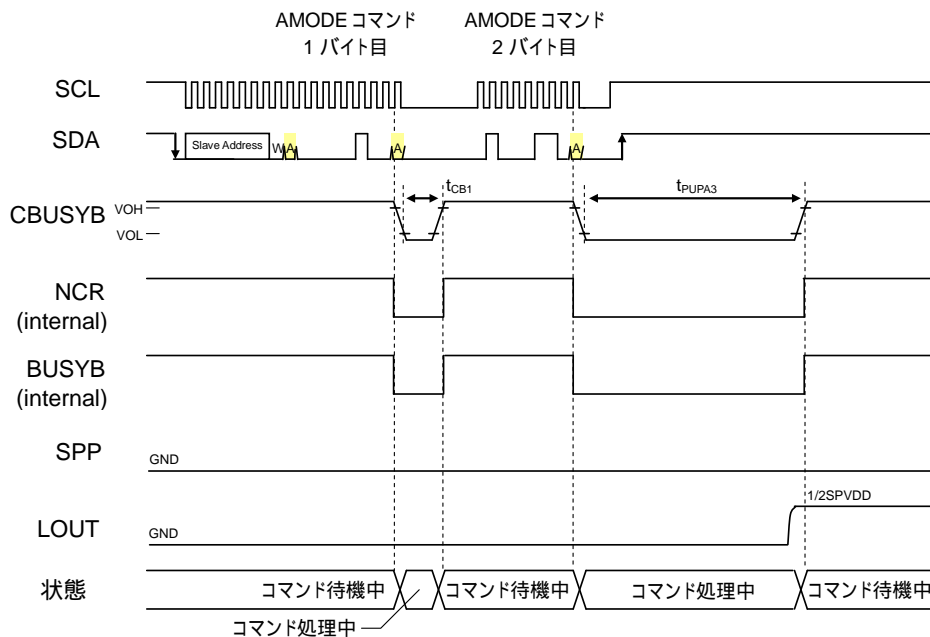 AMODE コマンド
1 バイト目
AMODE コマンド
2 バイト目
SCL
SDA
Slave Address
W
A
A
A
CBUSYB
VOH
VOL
tCB1
tPUPA3
NCR
(internal)
BUSYB
(internal)
SPP
GND
LOUT
GND
1/2SPVDD
状態
コマンド待機中
コマンド待機中
コマンド処理中
コマンド待機中
コマンド処理中